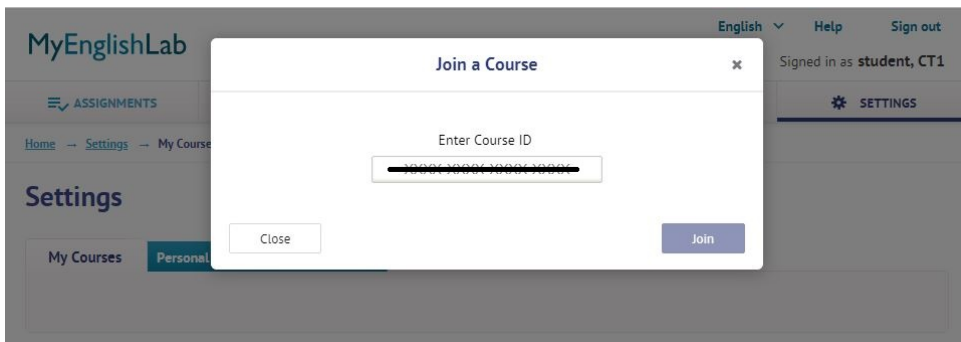 English Help Sign out
MyEnglishLab
Signed in as student, CT1
Join a Course ×
ASSIGNMENTS SETTINGS
Home → Settings → My Course
Enter Course ID
Settings
Close Join
My Courses Personal